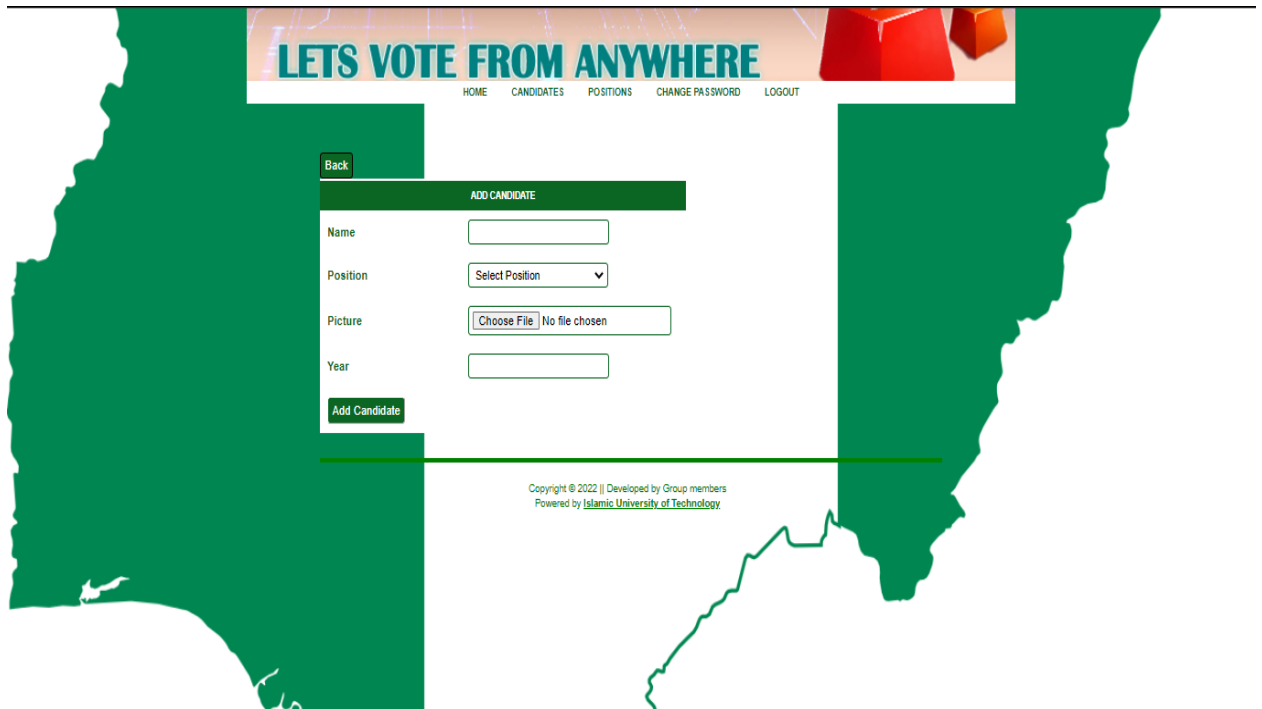 LETS VOTE FROM ANYWHERE
HOME CANDIDATES POSITIONS CHANGE PASSWORD LOGOUT
Back
ADD CANDIDATE
Name
Position Select Position
Picture Choose File No file chosen
Year
Add Candidate
Copyright © 2022 || Developed by Group members
Powered by Islamic University of Technology